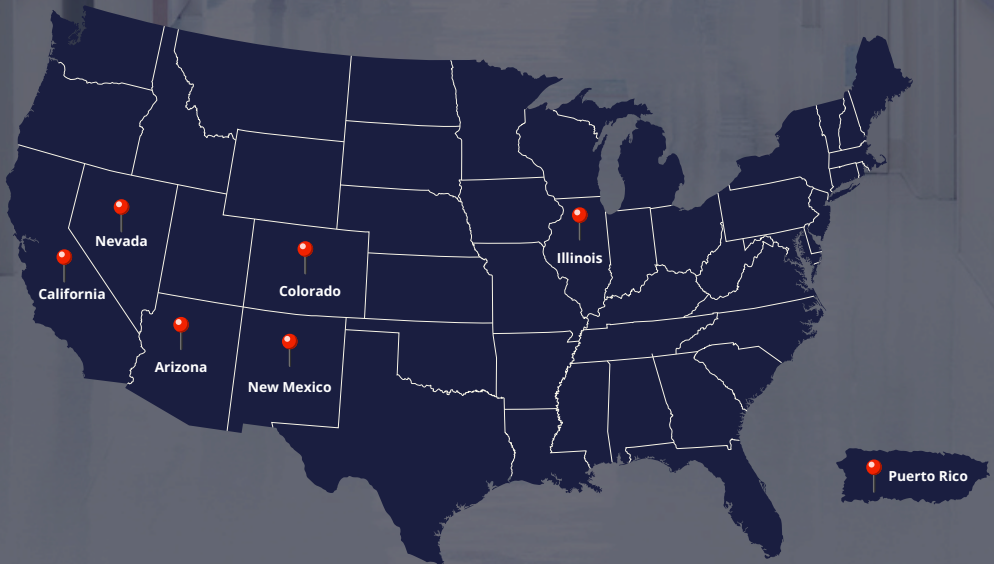 Nevada
Illinois
California
Colorado
Arizona
New Mexico
Puerto Rico